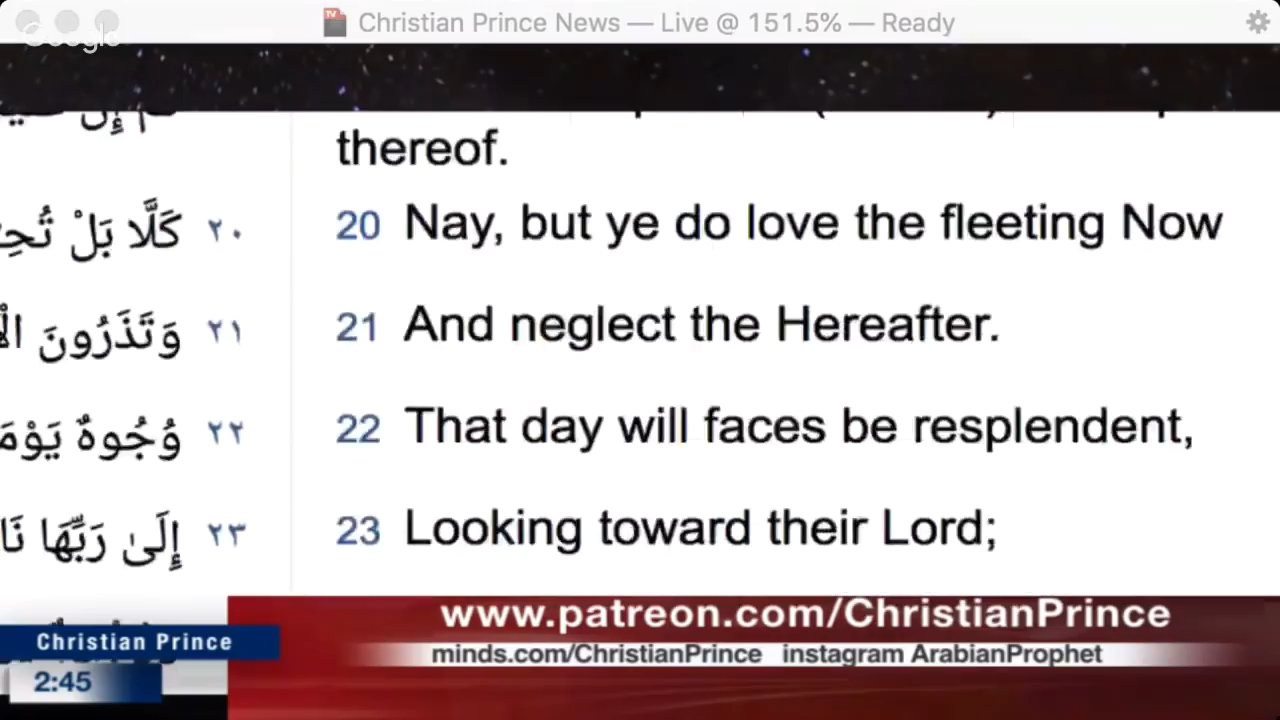 Christian Prince News — Live @ 151.5% — Ready
Google
thereof.
٢٠ كَلَّا بَلْ
20 Nay, but ye do love the fleeting Now
٢١ وَتَذَرُونَ
21 And neglect the Hereafter.
٢٢ وُجُوهٌ
22 That day will faces be resplendent,
٢٣ إِلَىٰ رَبِّهَا
23 Looking toward their Lord;
www.patreon.com/ChristianPrince
Christian Prince
minds.com/ChristianPrince instagram ArabianProphet
2:45